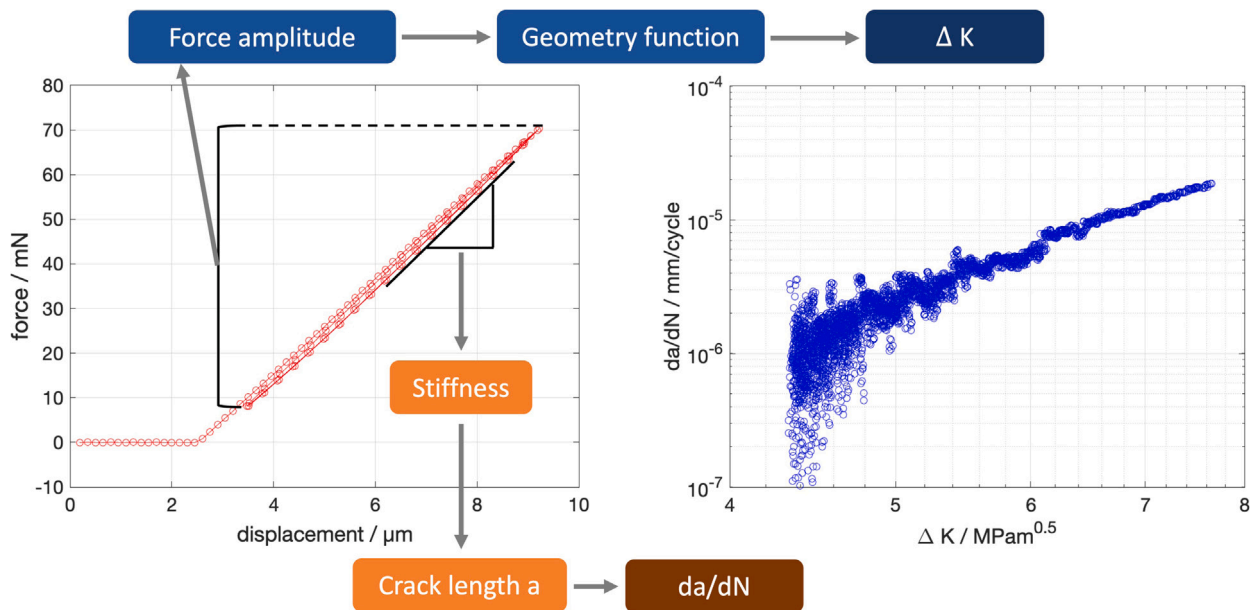 Force amplitude
Geometry function
Δ K
80
70
60
50
40
30
20
10
0
-10
force / mN
0
2
4
6
8
10
displacement / µm
Stiffness
Crack length a
da/dN
10⁻⁴
10⁻⁵
10⁻⁶
10⁻⁷
da/dN / mm/cycle
4
5
6
7
8
Δ K / MPam⁰·⁵